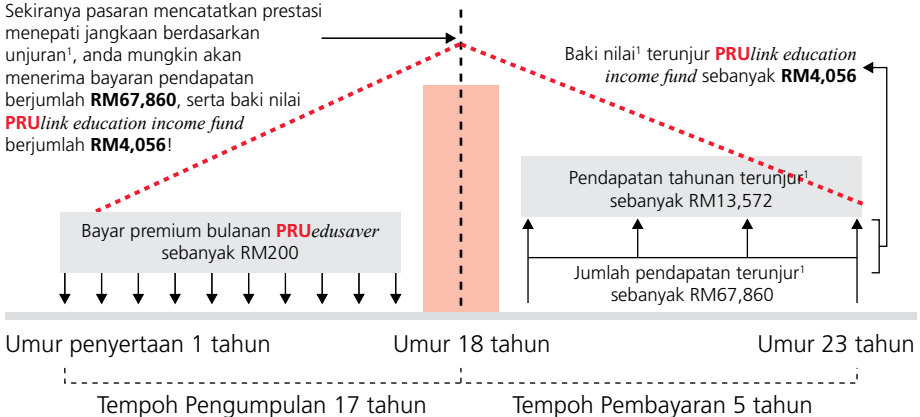 Sekiranya pasaran mencatatkan prestasi
menepati jangkaan berdasarkan
unjuran¹, anda mungkin akan
menerima bayaran pendapatan
berjumlah RM67,860, serta baki nilai
PRUlink education income fund
berjumlah RM4,056!
Baki nilai¹ terunjur PRUlink education
income fund sebanyak RM4,056
Pendapatan tahunan terunjur¹
sebanyak RM13,572
Bayar premium bulanan PRUedusaver
sebanyak RM200
Jumlah pendapatan terunjur¹
sebanyak RM67,860
Umur penyertaan 1 tahun
Umur 18 tahun
Umur 23 tahun
Tempoh Pengumpulan 17 tahun
Tempoh Pembayaran 5 tahun